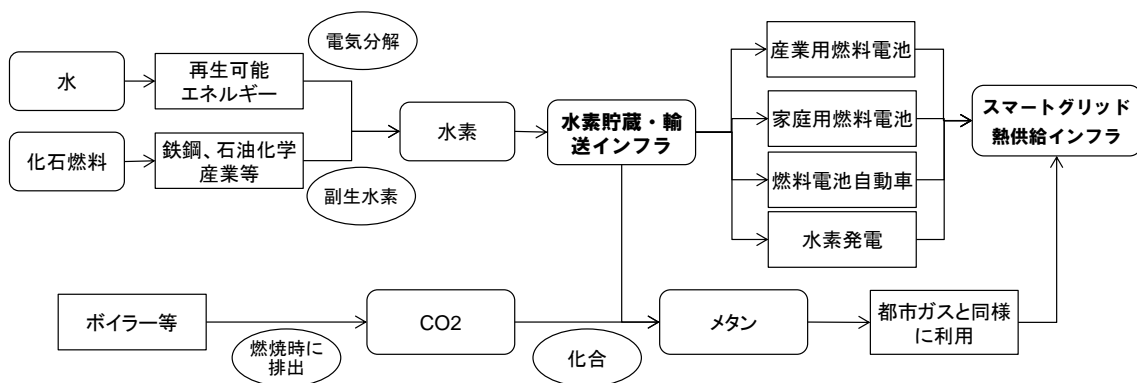 電気分解
水
再生可能
エネルギー
化石燃料
鉄鋼、石油化学
産業等
副生水素
水素
水素貯蔵・輸
送インフラ
産業用燃料電池
家庭用燃料電池
燃料電池自動車
水素発電
スマートグリッド
熱供給インフラ
ボイラー等
燃焼時に
排出
CO2
化合
メタン
都市ガスと同様
に利用